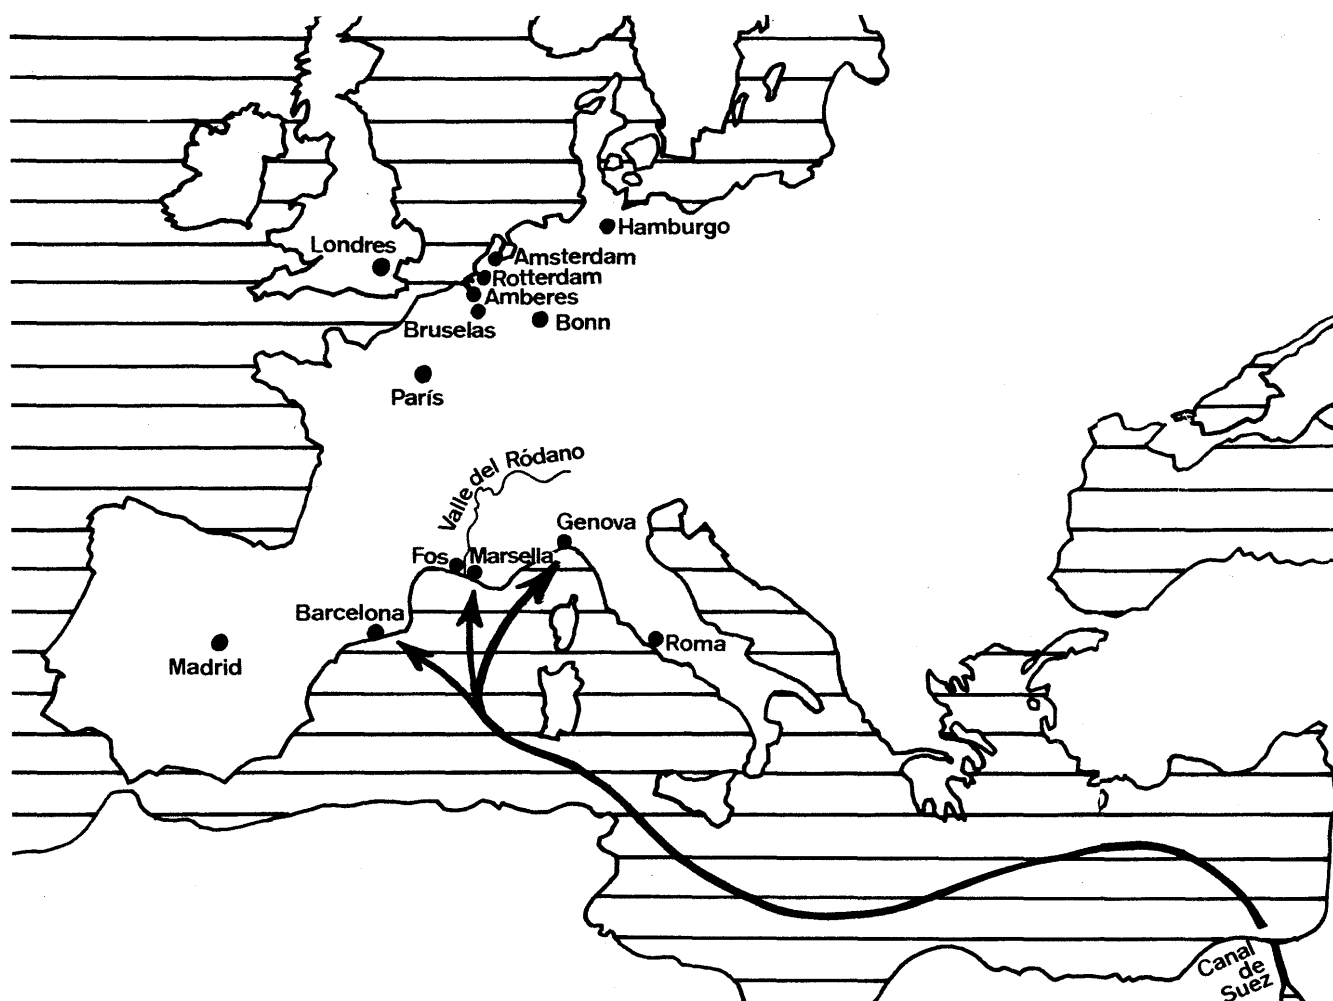 Hamburgo
Londres
Amsterdam
Rotterdam
Amberes
Bruselas
Bonn
París
Valle del Ródano
Genova
Fos
Marsella
Barcelona
Roma
Madrid
Canal
de
Suez